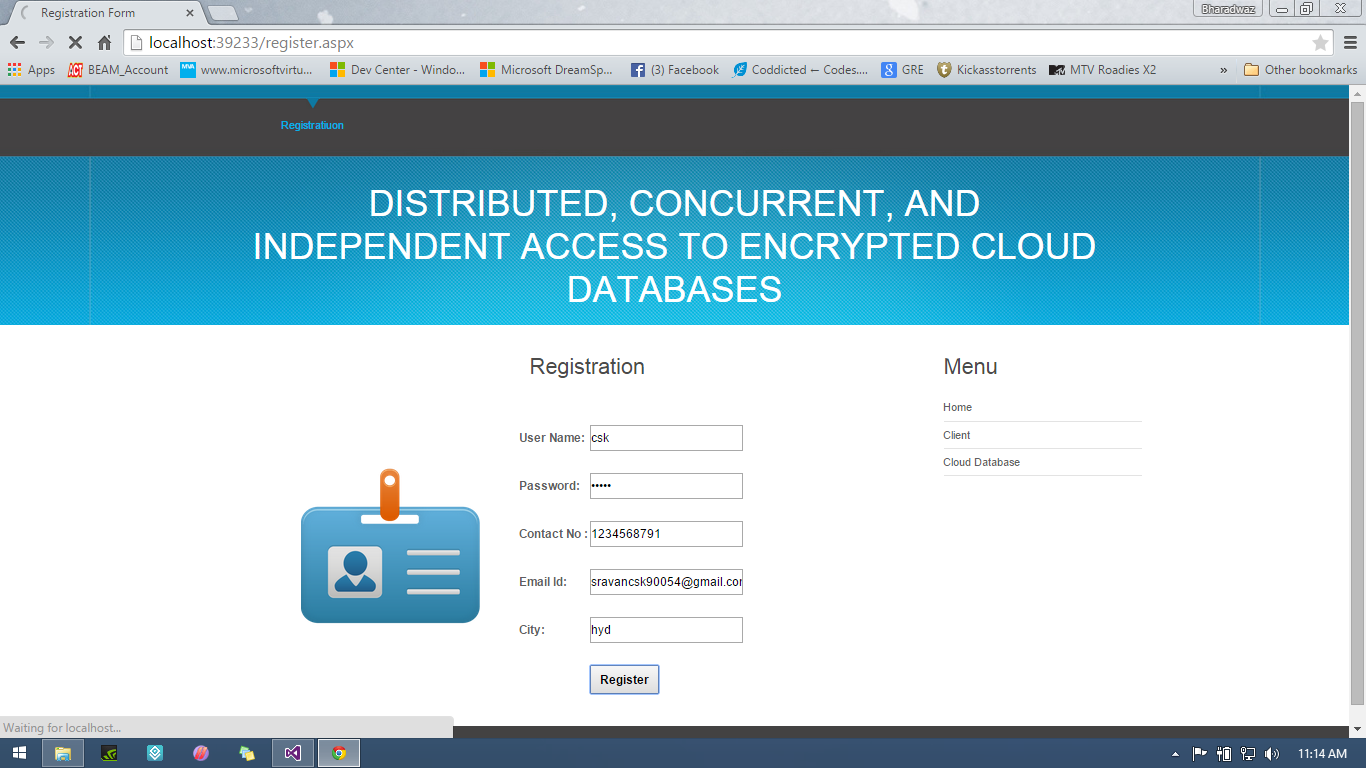 Registration Form
Bharadwaz
localhost:39233/register.aspx
Apps BEAM_Account www.microsoftvirtu... Dev Center - Windo... Microsoft DreamSp... (3) Facebook Coddicted ← Codes.... GRE Kickasstorrents MTV Roadies X2 » Other bookmarks
Registratiuon
DISTRIBUTED, CONCURRENT, AND
INDEPENDENT ACCESS TO ENCRYPTED CLOUD
DATABASES
Registration
User Name: csk
Password: •••••
Contact No : 1234568791
Email Id: sravancsk90054@gmail.cor
City: hyd
Register
Menu
Home
Client
Cloud Database
Waiting for localhost...
11:14 AM